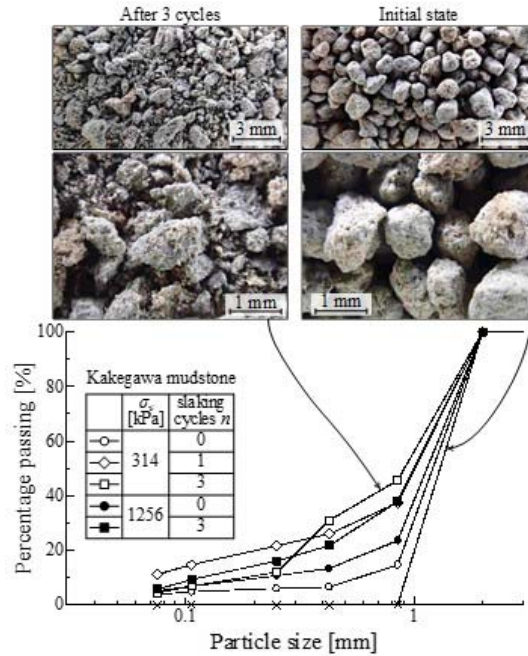 After 3 cycles
Initial state
3 mm
3 mm
1 mm
1 mm
Percentage passing [%]
100
80
60
40
20
0
Kakegawa mudstone
σs [kPa] slaking cycles n
314 0
1
3
1256 0
3
0.1 1
Particle size [mm]